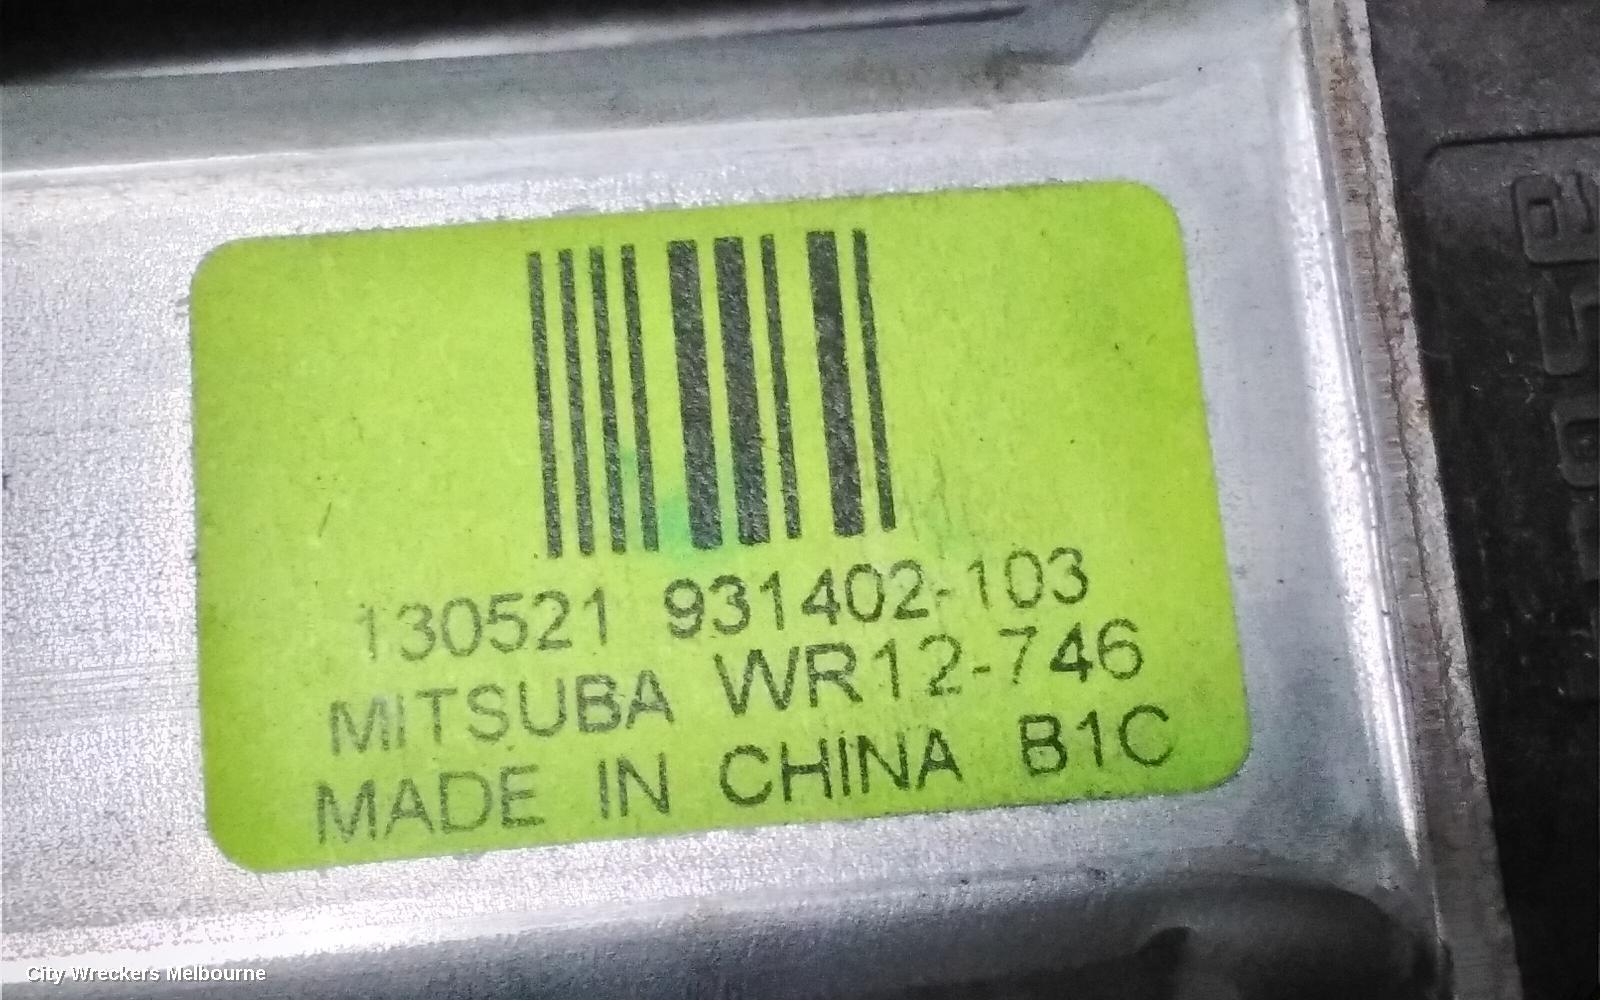 130521 931402-103
MITSUBA WR12-746
MADE IN CHINA B1C
City Wreckers Melbourne